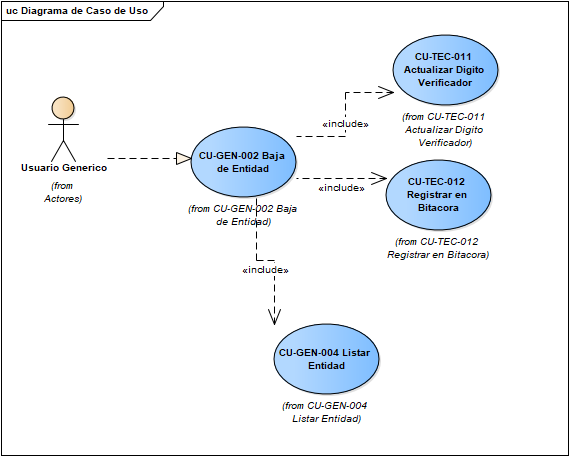 uc Diagrama de Caso de Uso
CU-TEC-011
Actualizar Digito
Verificador
(from CU-TEC-011
Actualizar Digito
Verificador)
«include»
Usuario Generico
(from
Actores)
CU-GEN-002 Baja
de Entidad
(from CU-GEN-002 Baja
de Entidad)
«include»
CU-TEC-012
Registrar en
Bitacora
(from CU-TEC-012
Registrar en Bitacora)
«include»
CU-GEN-004 Listar
Entidad
(from CU-GEN-004
Listar Entidad)